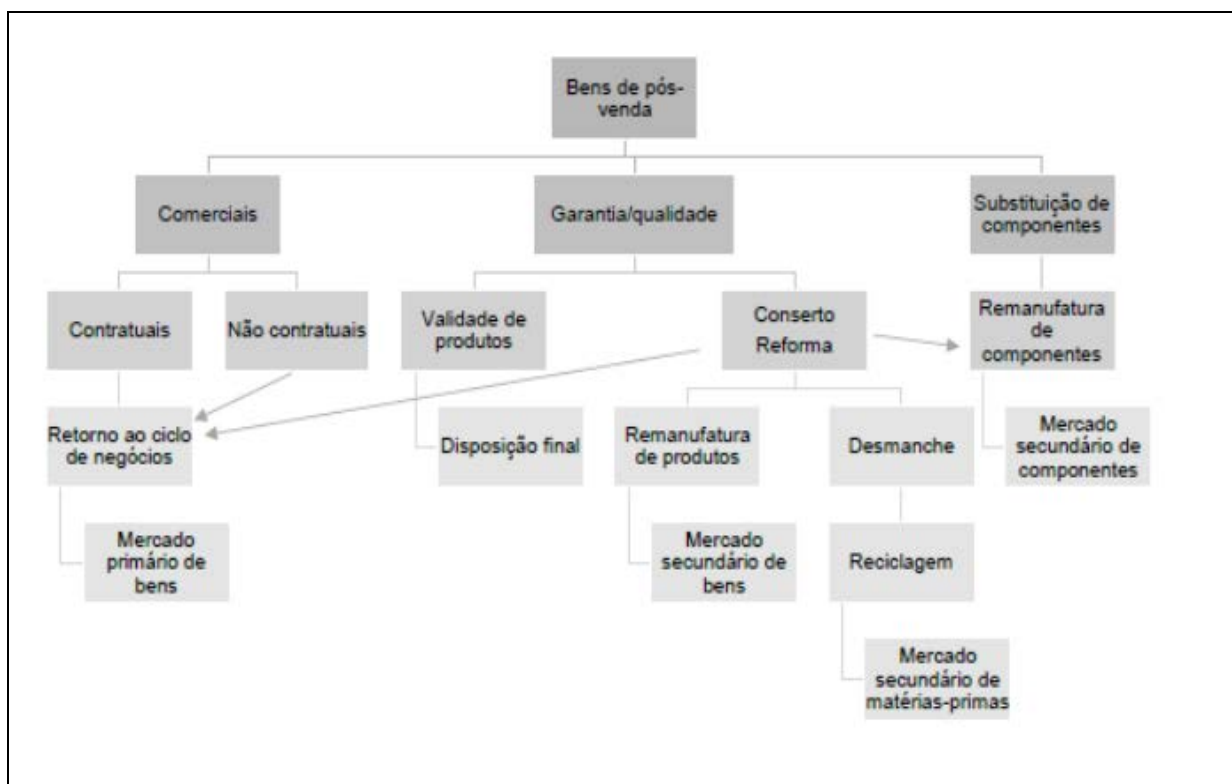 Bens de pós-
venda
Comerciais
Garantia/qualidade
Substituição de
componentes
Contratuais
Não contratuais
Validade de
produtos
Conserto
Reforma
Remanufatura
de
componentes
Retorno ao ciclo
de negócios
Disposição final
Remanufatura
de produtos
Desmanche
Mercado
secundário de
componentes
Mercado
primário de
bens
Mercado
secundário de
bens
Reciclagem
Mercado
secundário de
matérias-primas